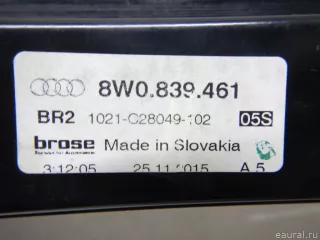 8W0.839.461
BR2 1021-C28049-102 05S
brose Made in Slovakia
3:12:05 25.11.2015 A 5
© eaural.ru